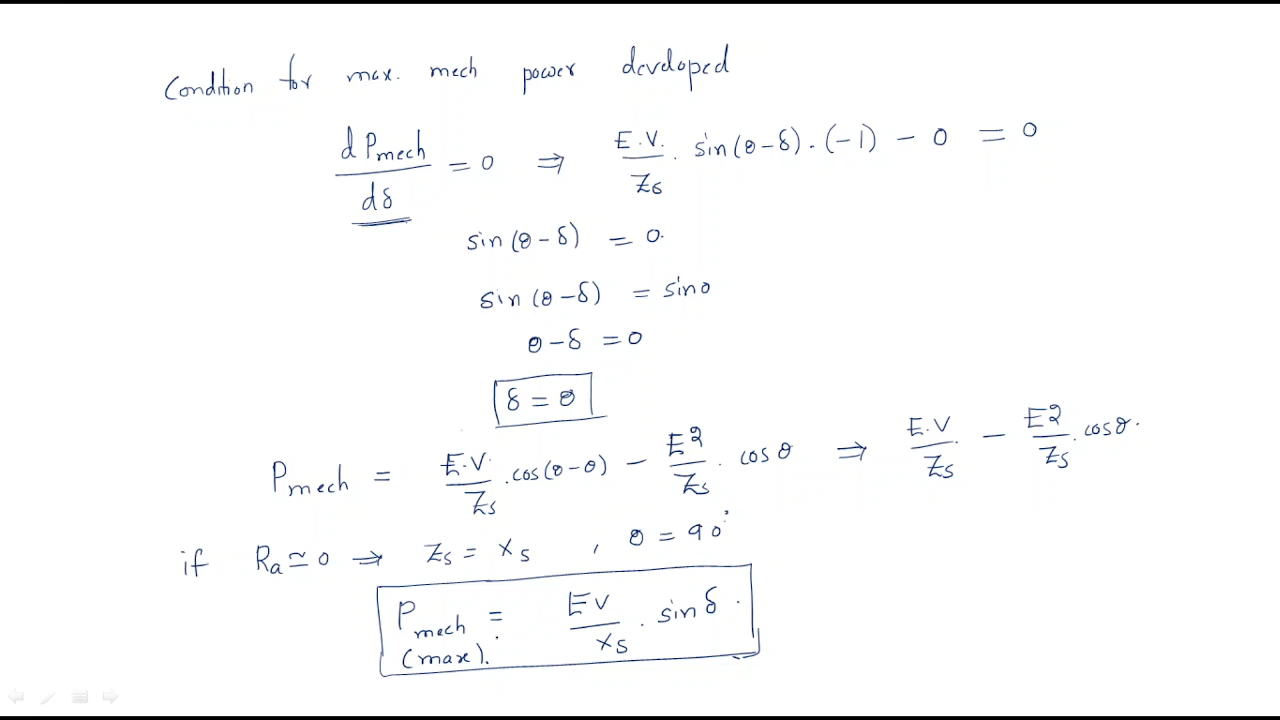 Condition for max. mech power developed
dPmech/dδ = 0 ⇒ E.V./Zs . sin(θ-δ).(-1) - 0 = 0
sin(θ-δ) = 0.
sin(θ-δ) = sin0
θ-δ = 0
δ = θ
Pmech = E.V./Zs .cos(θ-θ) - E²/Zs . cosθ ⇒ E.V/Zs . - E²/Zs .cosθ.
if Ra≃0 ⇒ Zs = Xs , θ = 90°
Pmech (max). = EV/Xs . sinδ.